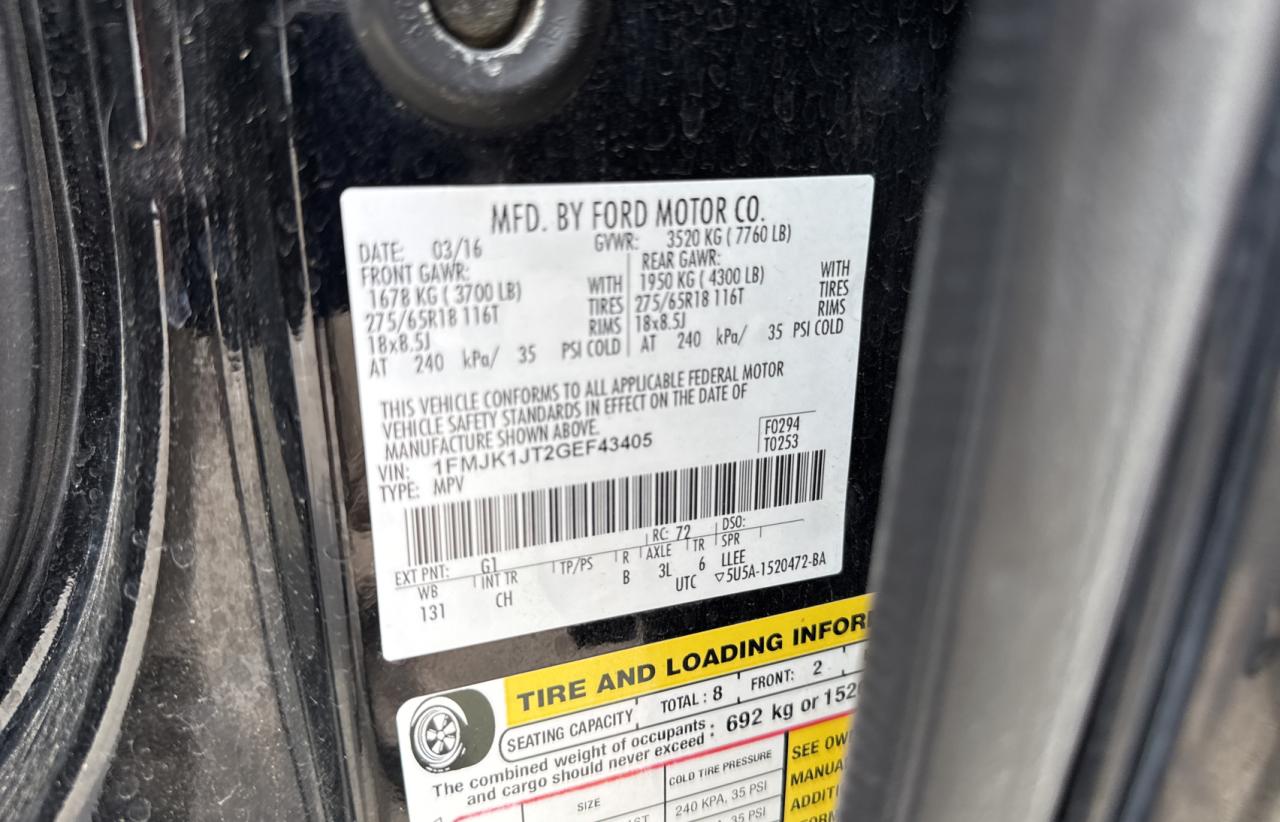 MFD. BY FORD MOTOR CO.
DATE: 03/16 GVWR: 3520 KG ( 7760 LB)
FRONT GAWR: REAR GAWR:
1678 KG ( 3700 LB) WITH 1950 KG ( 4300 LB) WITH
275/65R18 116T TIRES 275/65R18 116T TIRES
18x8.5J RIMS 18x8.5J RIMS
AT 240 kPa/ 35 PSI COLD AT 240 kPa/ 35 PSI COLD
THIS VEHICLE CONFORMS TO ALL APPLICABLE FEDERAL MOTOR
VEHICLE SAFETY STANDARDS IN EFFECT ON THE DATE OF
MANUFACTURE SHOWN ABOVE.
F0294
VIN: 1FMJK1JT2GEF43405 T0253
TYPE: MPV
EXT PNT: G1 RC: 72 DSO:
WB INT TR TP/PS R AXLE TR SPR
131 CH B 3L 6 LLEE
UTC ▽5U5A-1520472-BA
TIRE AND LOADING INFOR
SEATING CAPACITY TOTAL : 8 FRONT: 2
The combined weight of occupants : 692 kg or 152
and cargo should never exceed :
SIZE COLD TIRE PRESSURE SEE OW
240 KPA, 35 PSI MANUA
35 PSI ADDITI